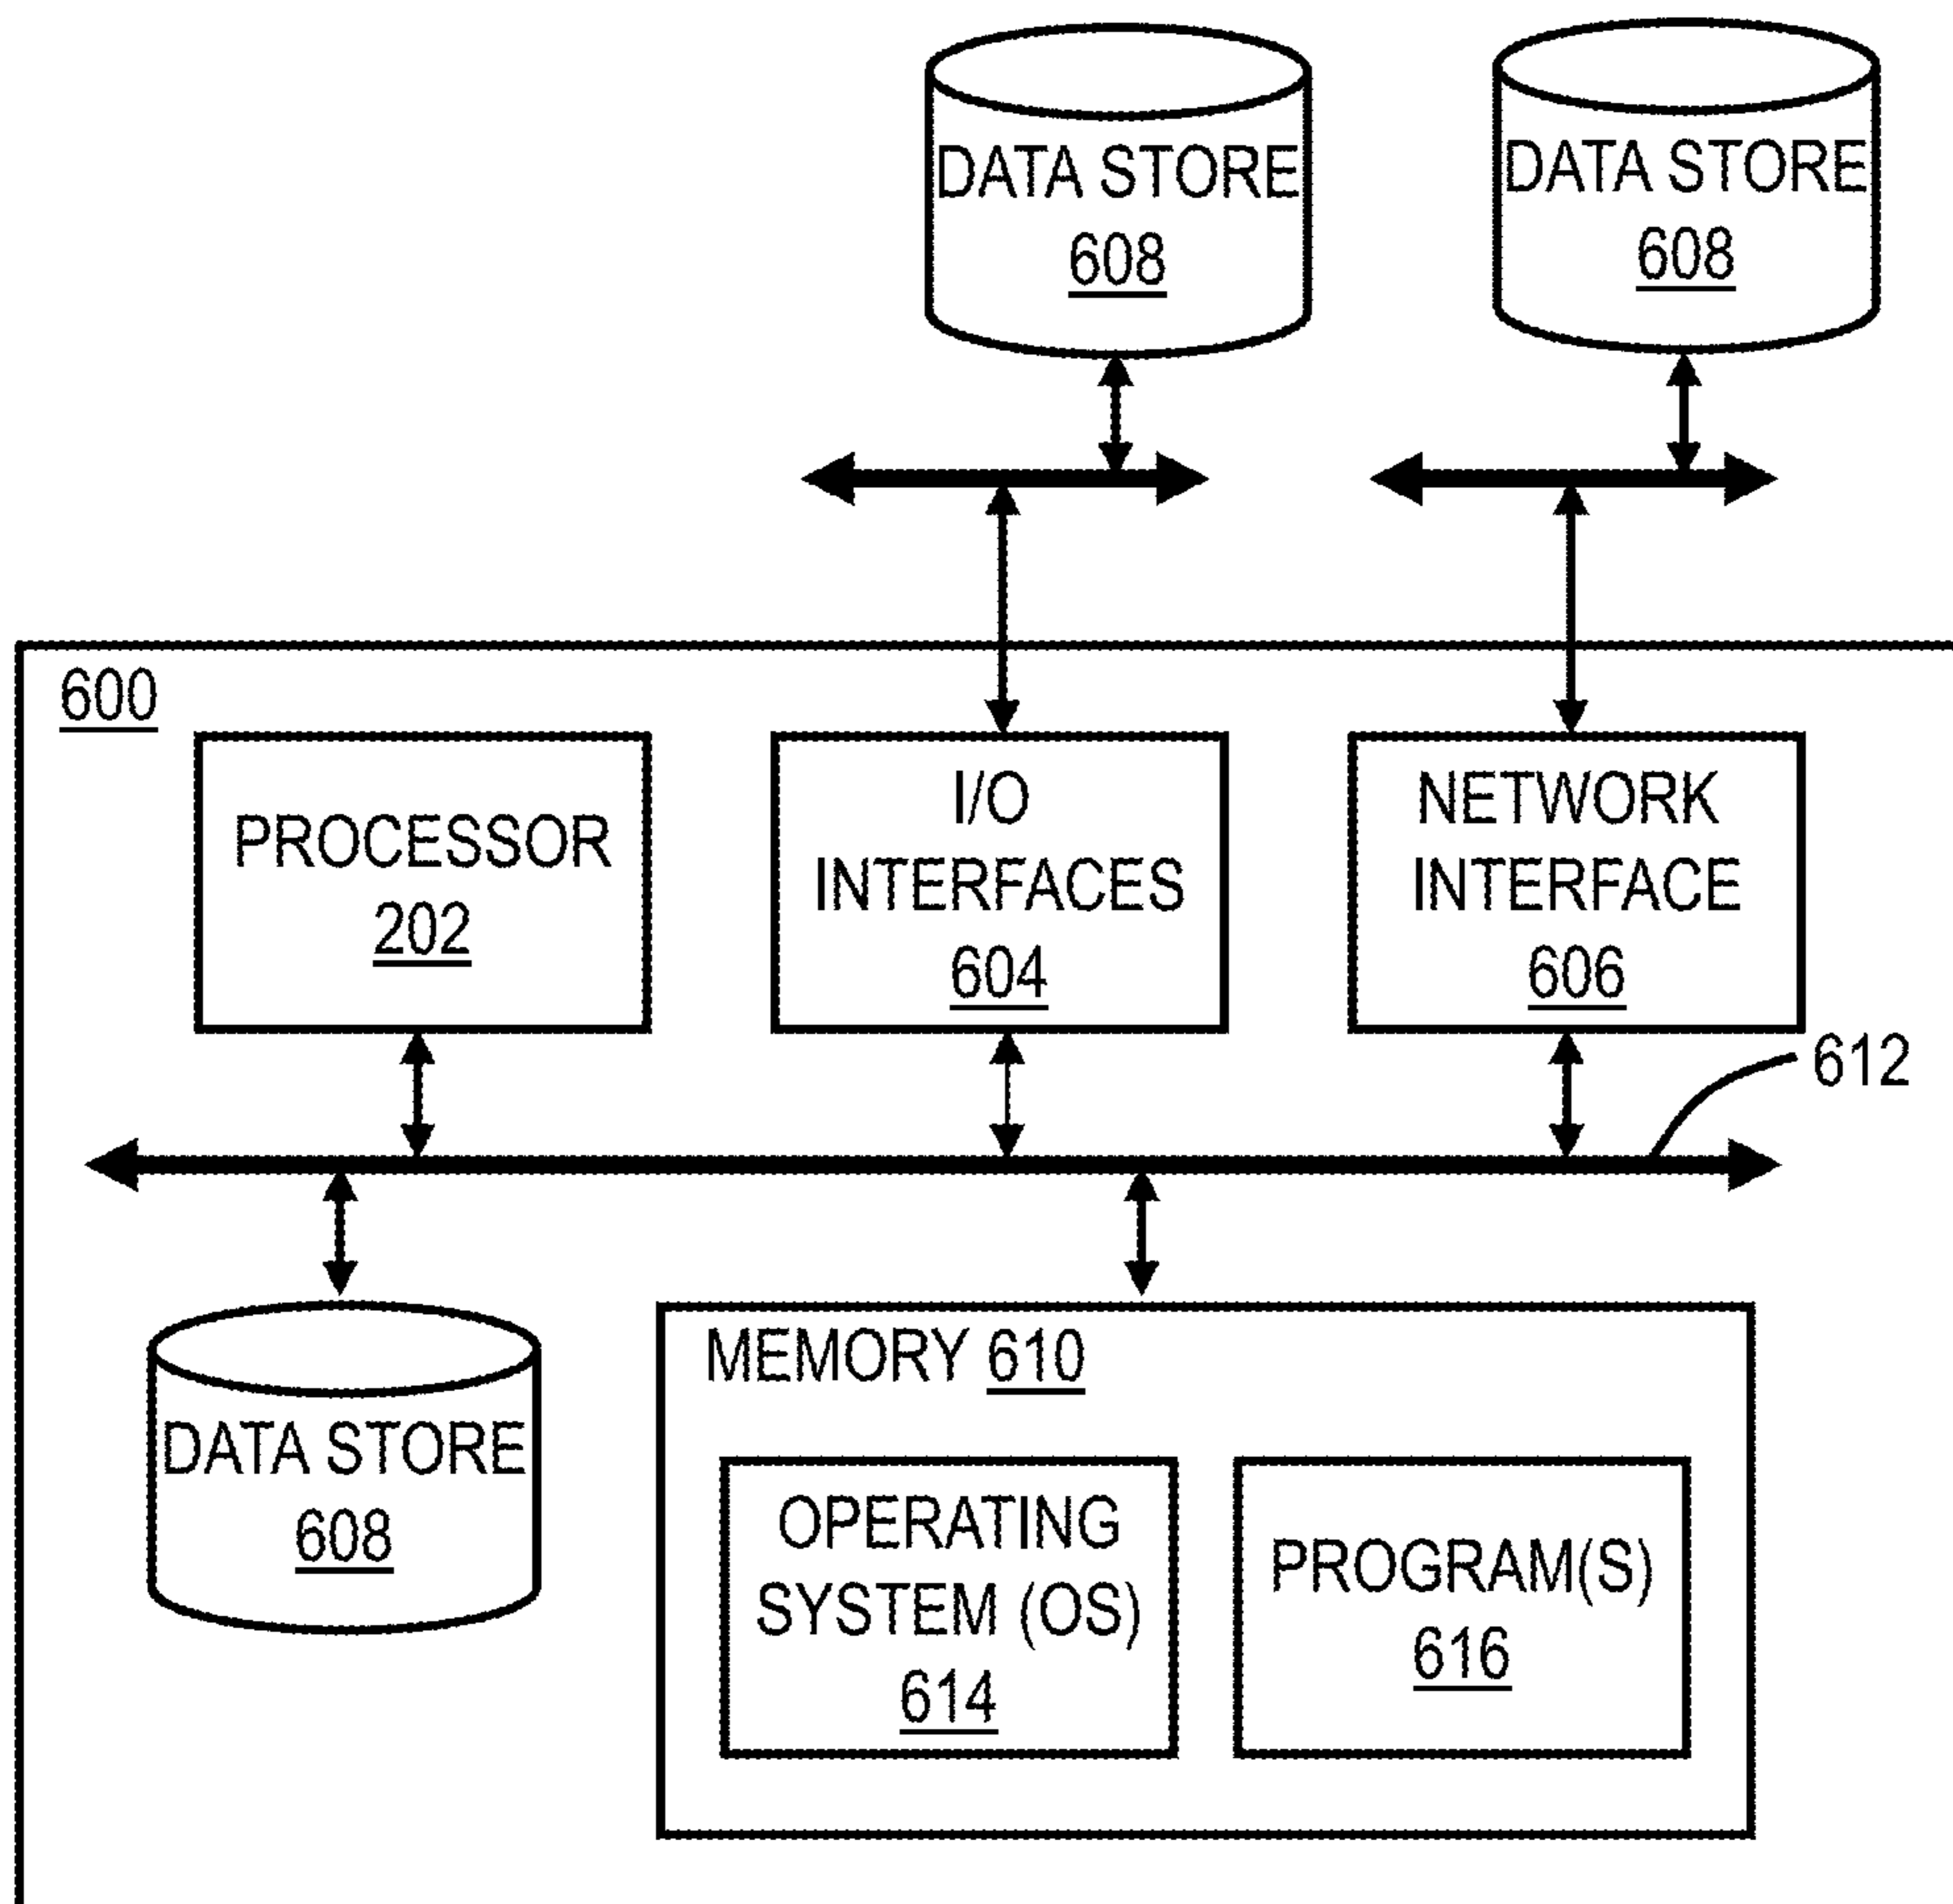 DATA STORE
608
DATA STORE
608
600
PROCESSOR
202
I/O
INTERFACES
604
NETWORK
INTERFACE
606
612
DATA STORE
608
MEMORY 610
OPERATING
SYSTEM (OS)
614
PROGRAM(S)
616